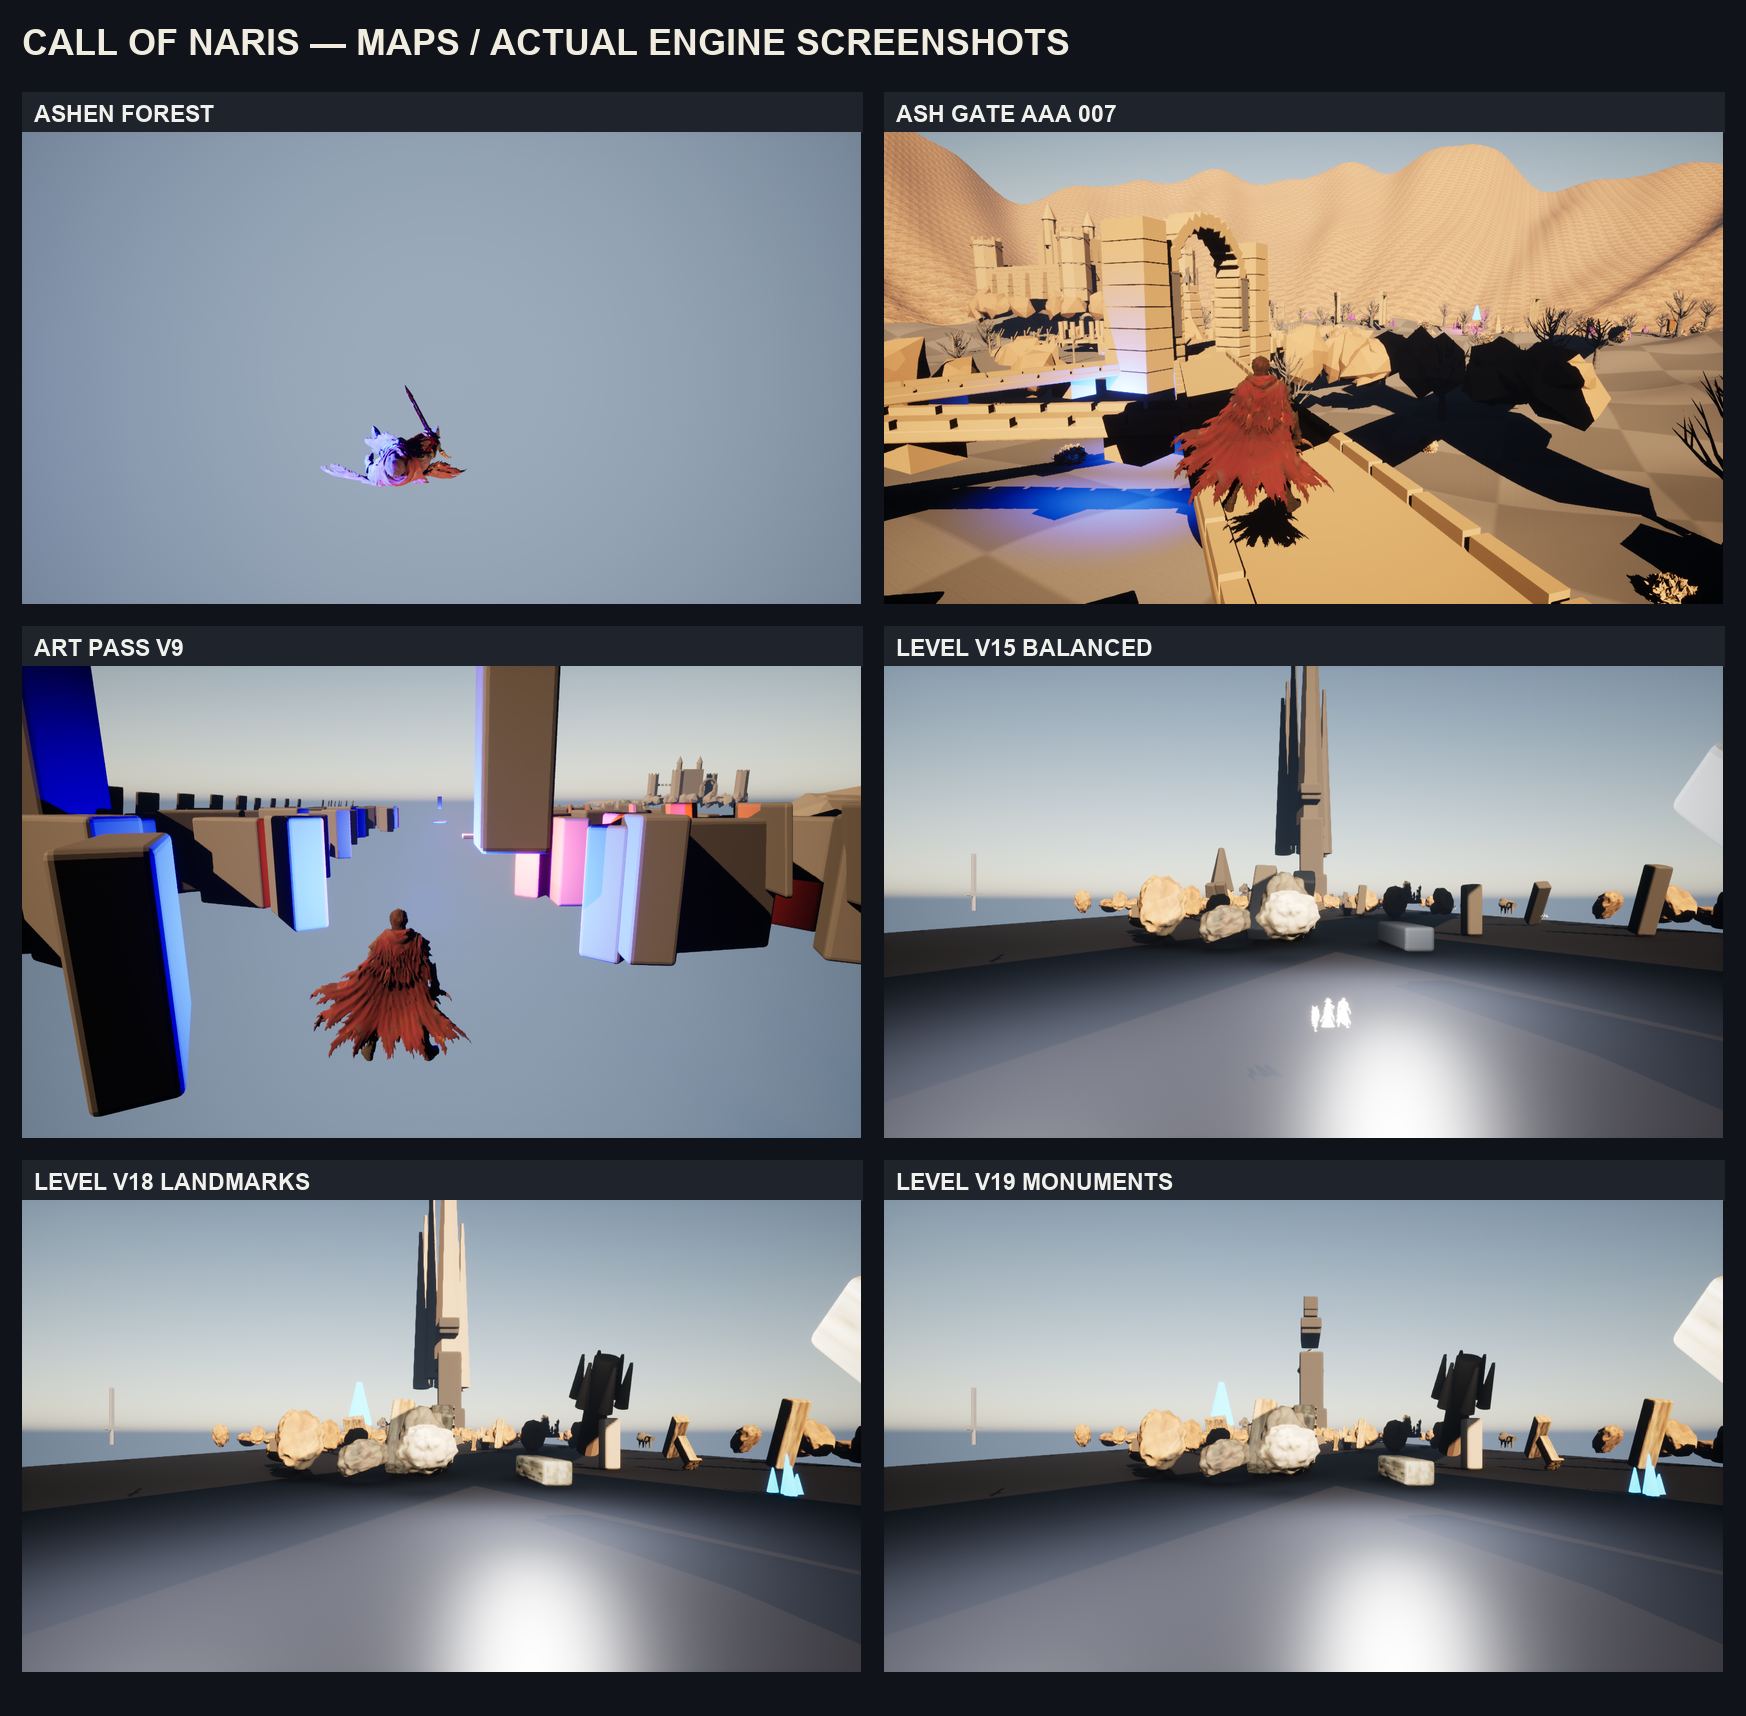 CALL OF NARIS — MAPS / ACTUAL ENGINE SCREENSHOTS
ASHEN FOREST
ASH GATE AAA 007
ART PASS V9
LEVEL V15 BALANCED
LEVEL V18 LANDMARKS
LEVEL V19 MONUMENTS